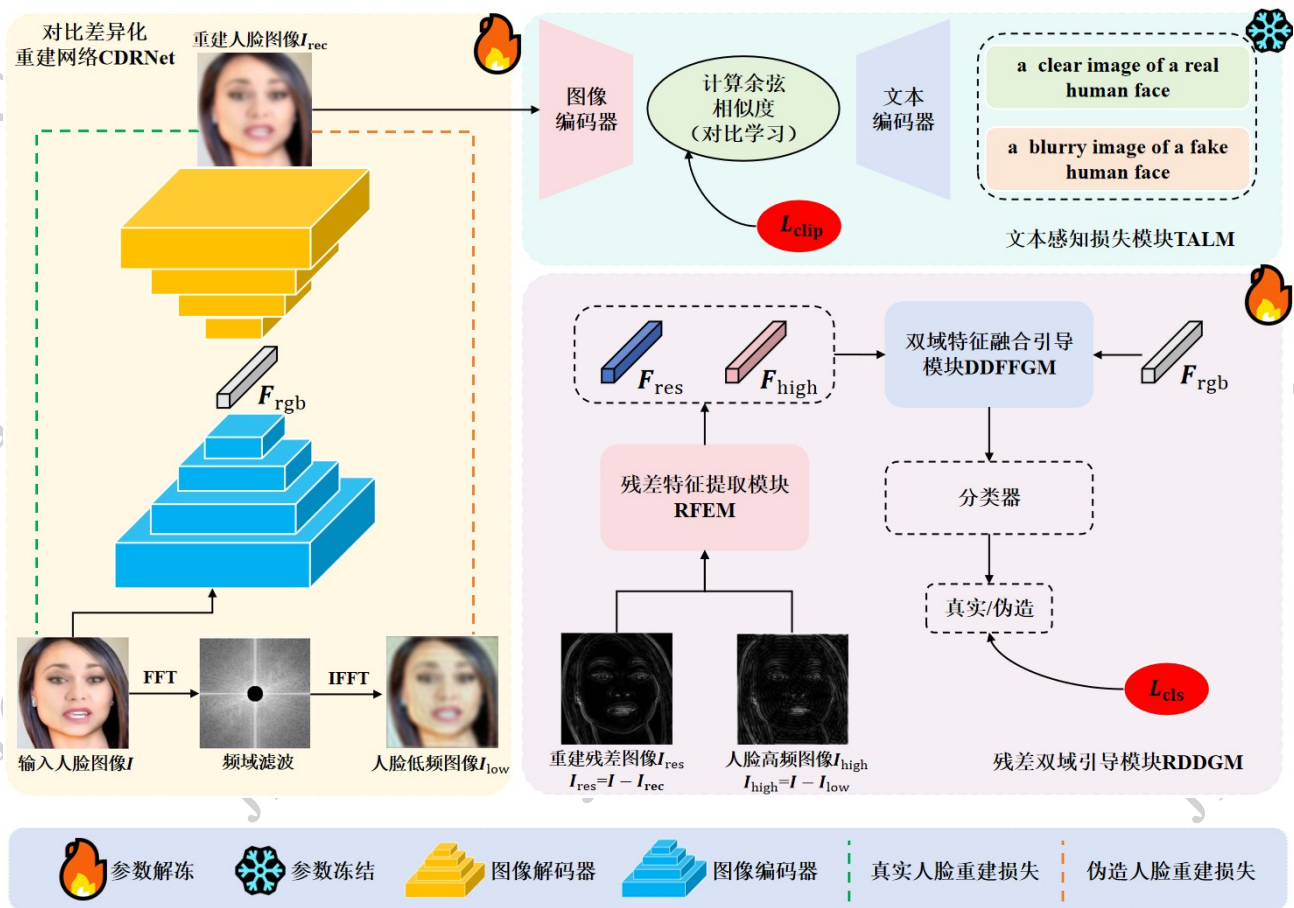 对比差异化
重建网络CDRNet
重建人脸图像I_rec
F_rgb
FFT
IFFT
输入人脸图像I
频域滤波
人脸低频图像I_low
图像
编码器
计算余弦
相似度
（对比学习）
文本
编码器
a clear image of a real
human face
a blurry image of a fake
human face
L_clip
文本感知损失模块TALM
F_res
F_high
双域特征融合引导
模块DDFFGM
F_rgb
残差特征提取模块
RFEM
分类器
真实/伪造
L_cls
重建残差图像I_res
I_res=I − I_rec
人脸高频图像I_high
I_high=I − I_low
残差双域引导模块RDDGM
参数解冻
参数冻结
图像解码器
图像编码器
真实人脸重建损失
伪造人脸重建损失